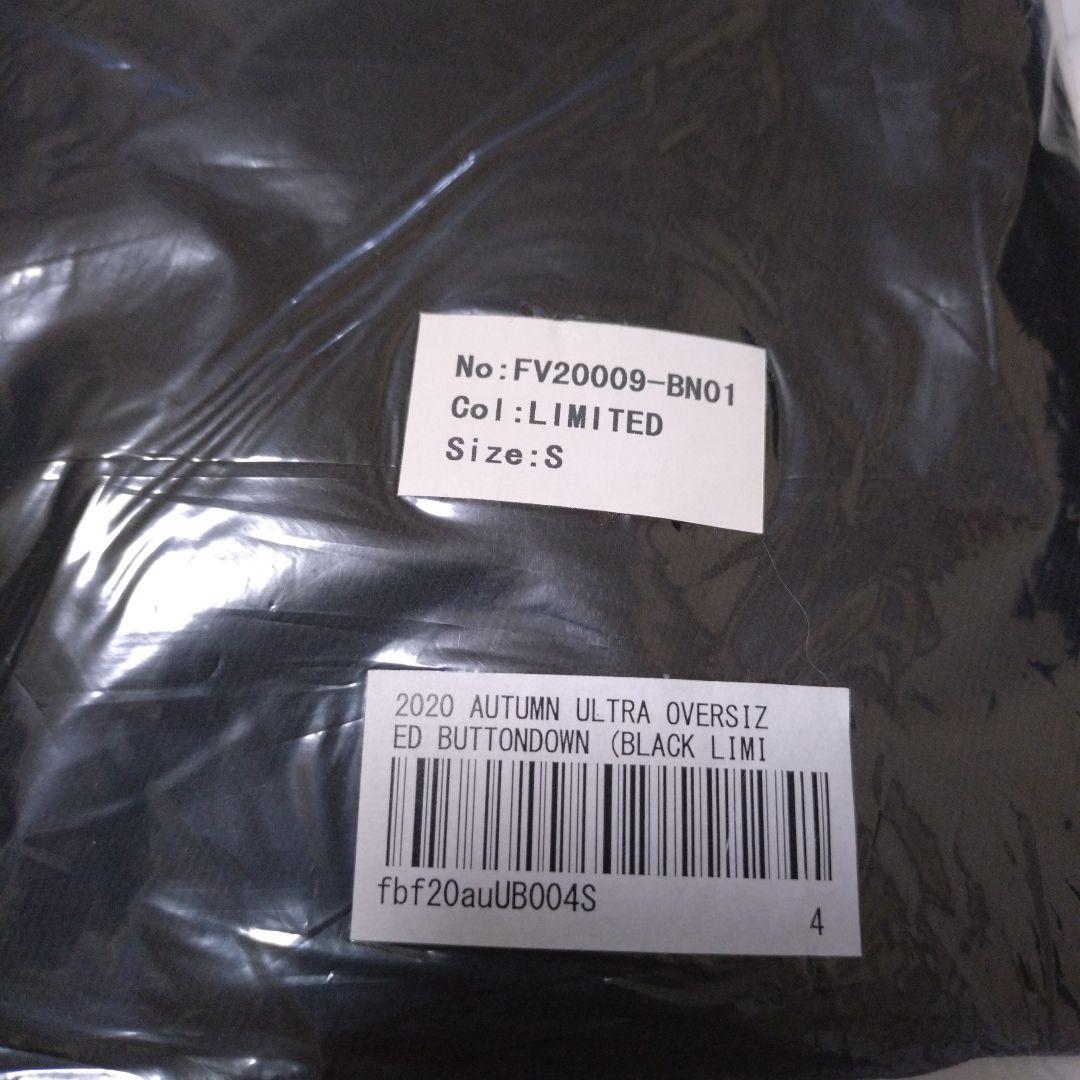 No:FV20009-BN01
Col:LIMITED
Size:S
2020 AUTUMN ULTRA OVERSIZ
ED BUTTONDOWN (BLACK LIMI
fbf20auUB004S
4